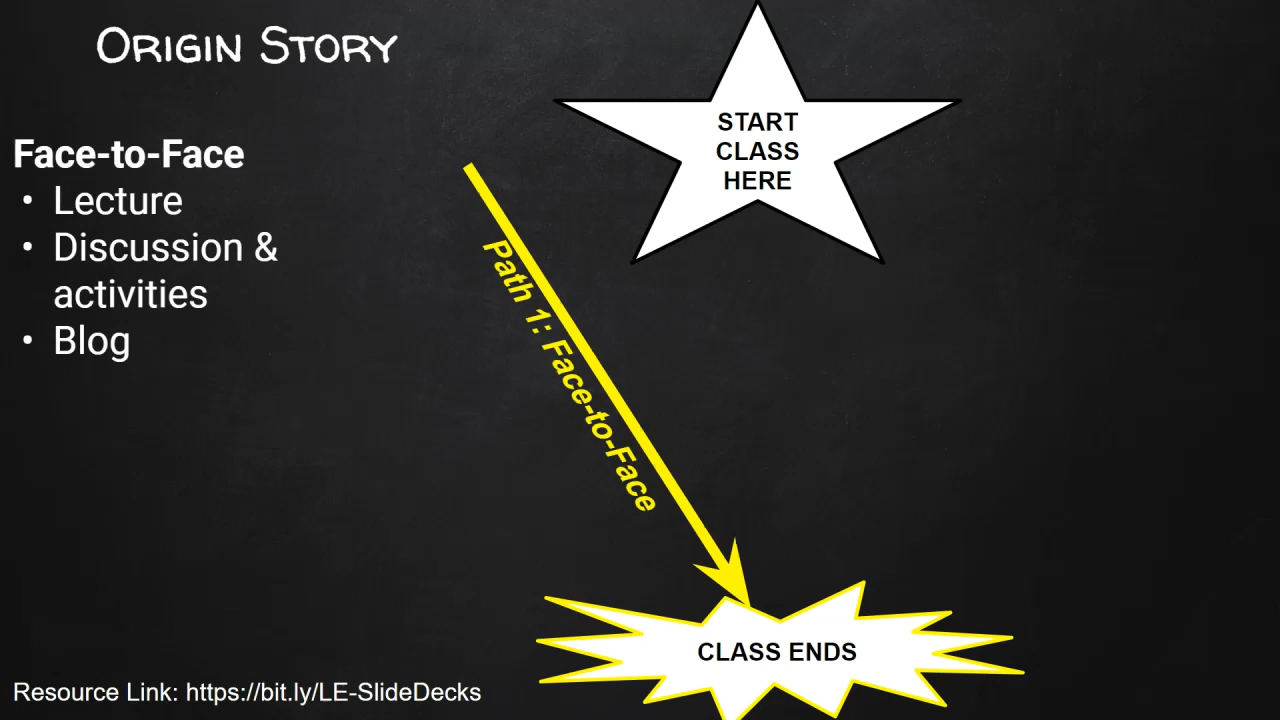 Origin Story
Face-to-Face
• Lecture
• Discussion &
activities
• Blog
START
CLASS
HERE
Path 1: Face-to-Face
CLASS ENDS
Resource Link: https://bit.ly/LE-SlideDecks